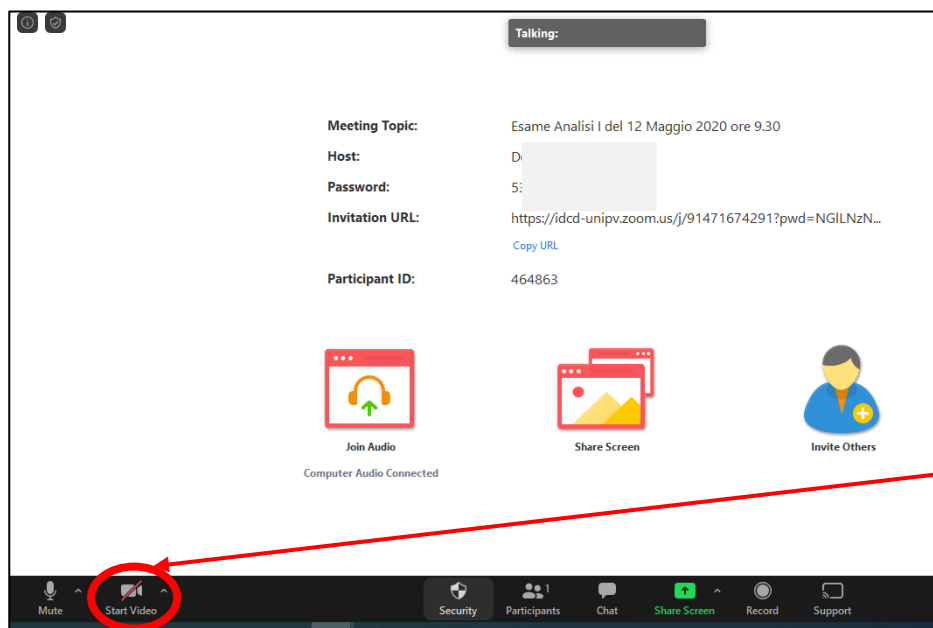 Talking:
Meeting Topic: Esame Analisi I del 12 Maggio 2020 ore 9.30
Host: D
Password: 53
Invitation URL: https://idcd-unipv.zoom.us/j/91471674291?pwd=NGlLNzN...
Copy URL
Participant ID: 464863
Join Audio Share Screen Invite Others
Computer Audio Connected
Mute Start Video Security Participants 1 Chat Share Screen Record Support